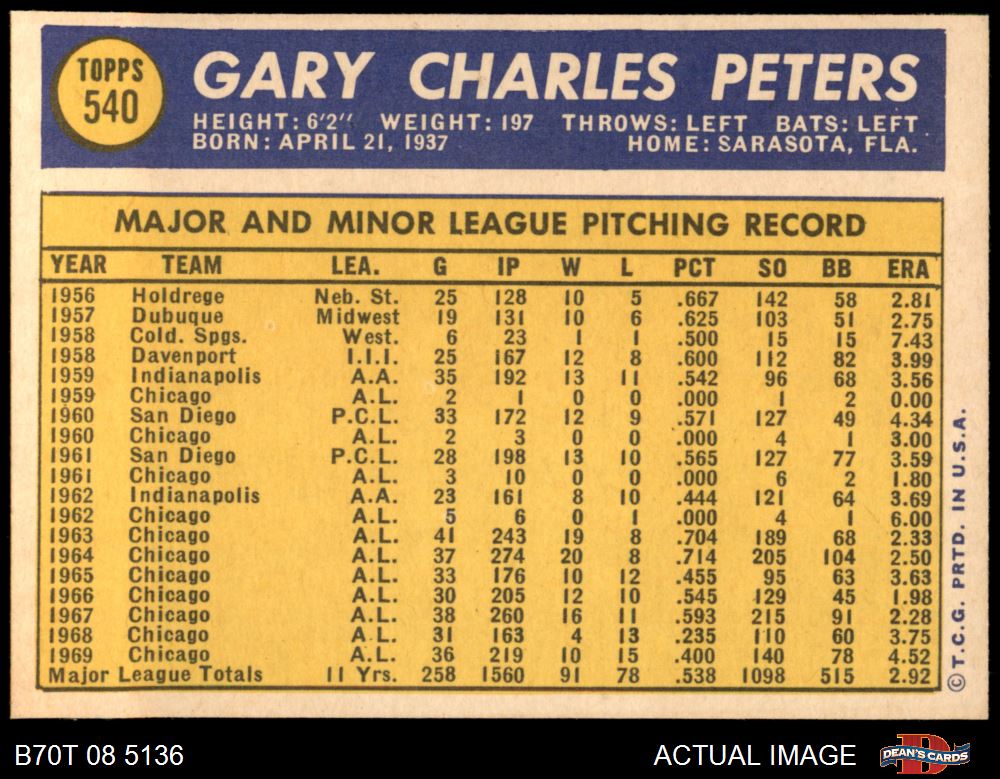 TOPPS
540
GARY CHARLES PETERS
HEIGHT: 6'2" WEIGHT: 197 THROWS: LEFT BATS: LEFT
BORN: APRIL 21, 1937 HOME: SARASOTA, FLA.
MAJOR AND MINOR LEAGUE PITCHING RECORD
YEAR TEAM LEA. G IP W L PCT SO BB ERA
1956 Holdrege Neb. St. 25 128 10 5 .667 142 58 2.81
1957 Dubuque Midwest 19 131 10 6 .625 103 51 2.75
1958 Cold. Spgs. West. 6 23 1 1 .500 15 15 7.43
1958 Davenport I.I.I. 25 167 12 8 .600 112 82 3.99
1959 Indianapolis A.A. 35 192 13 11 .542 96 68 3.56
1959 Chicago A.L. 2 1 0 0 .000 1 2 0.00
1960 San Diego P.C.L. 33 172 12 9 .571 127 49 4.34
1960 Chicago A.L. 2 3 0 0 .000 4 1 3.00
1961 San Diego P.C.L. 28 198 13 10 .565 127 77 3.59
1961 Chicago A.L. 3 10 0 0 .000 6 2 1.80
1962 Indianapolis A.A. 23 161 8 10 .444 121 64 3.69
1962 Chicago A.L. 5 6 0 1 .000 4 1 6.00
1963 Chicago A.L. 41 243 19 8 .704 189 68 2.33
1964 Chicago A.L. 37 274 20 8 .714 205 104 2.50
1965 Chicago A.L. 33 176 10 12 .455 95 63 3.63
1966 Chicago A.L. 30 205 12 10 .545 129 45 1.98
1967 Chicago A.L. 38 260 16 11 .593 215 91 2.28
1968 Chicago A.L. 31 163 4 13 .235 110 60 3.75
1969 Chicago A.L. 36 219 10 15 .400 140 78 4.52
Major League Totals 11 Yrs. 258 1560 91 78 .538 1098 515 2.92
© T.C.G. PRTD. IN U.S.A.
B70T 08 5136
ACTUAL IMAGE
DEAN'S CARDS